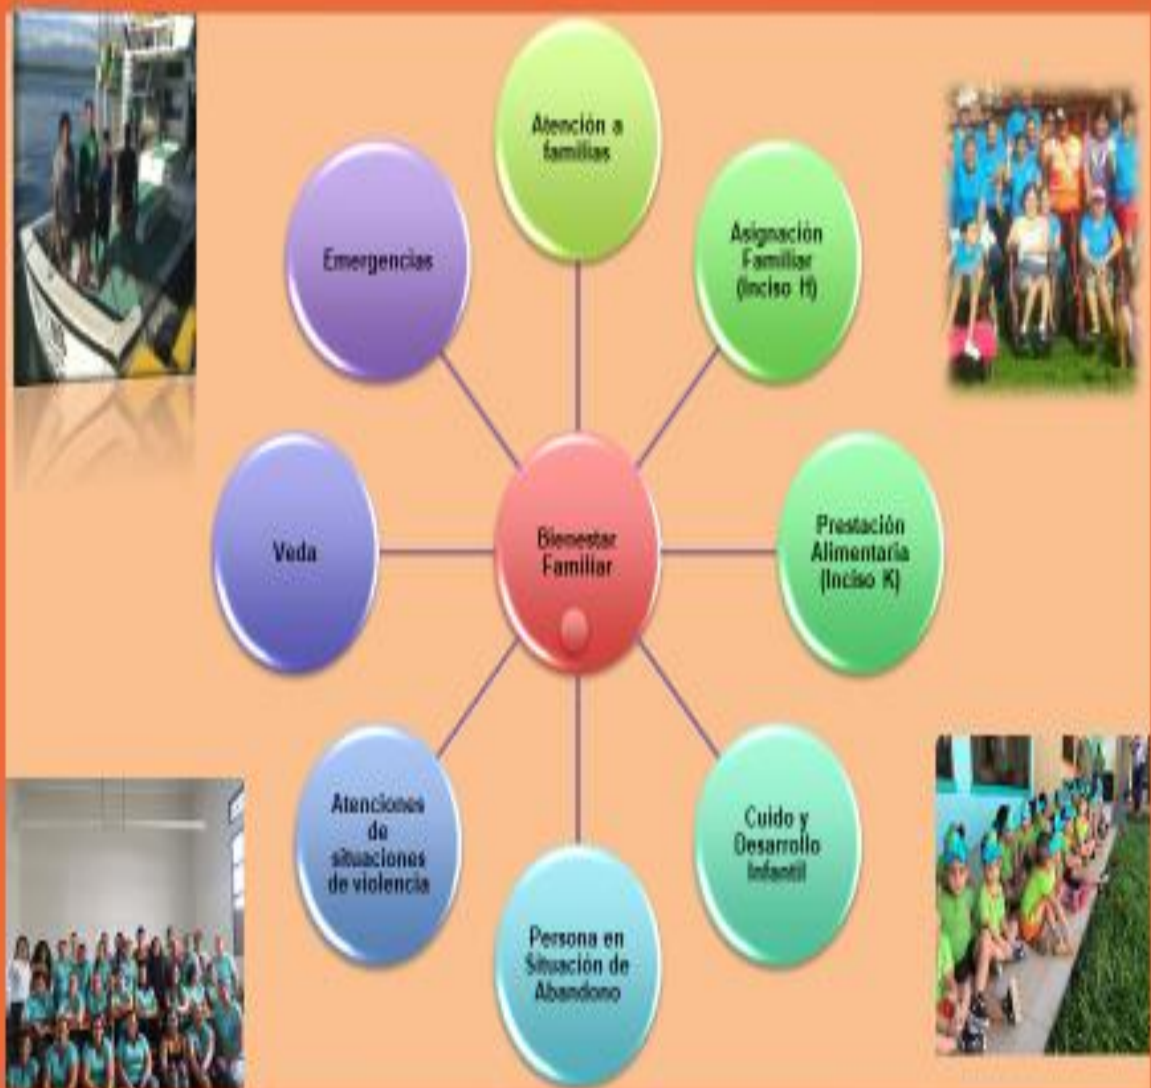 Atención a
familias
Asignación
Familiar
(Inciso H)
Prestación
Alimentaria
(Inciso K)
Cuido y
Desarrollo
Infantil
Persona en
Situación de
Abandono
Atenciones
de
situaciones
de violencia
Veda
Emergencias
Bienestar
Familiar